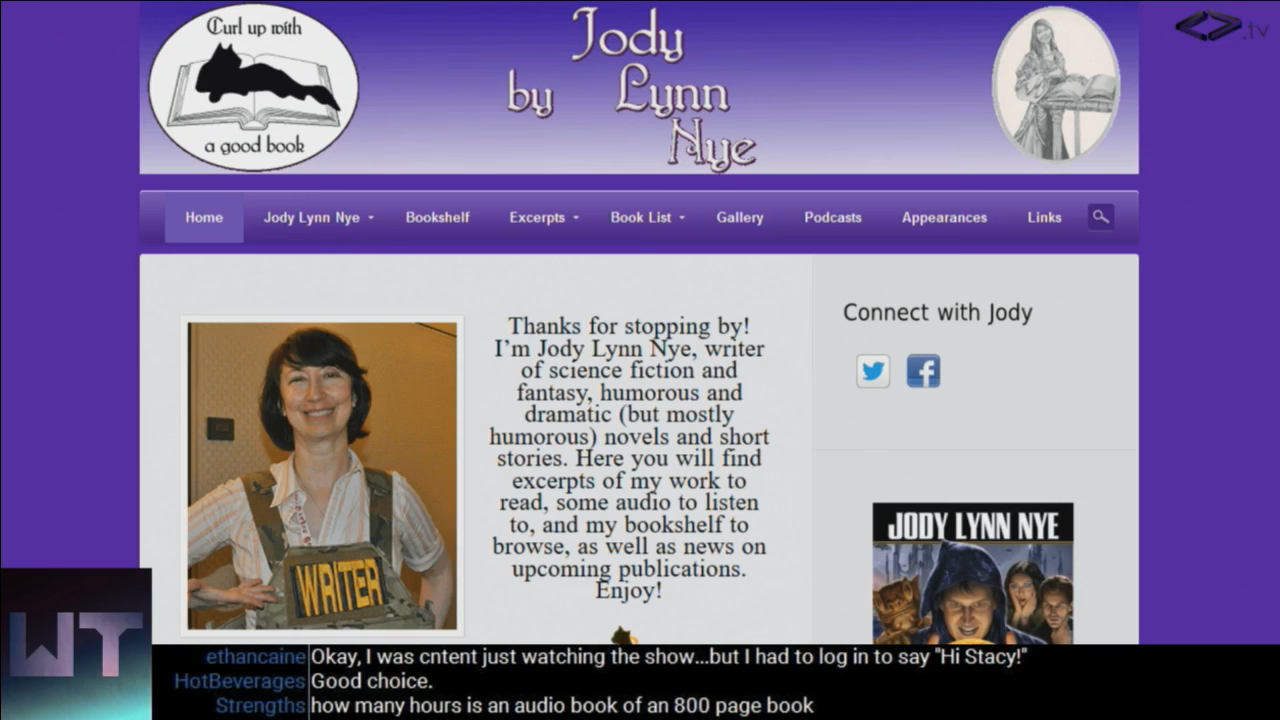 Curl up with
a good book
Jody
by Lynn
Nye
.tv
Home Jody Lynn Nye Bookshelf Excerpts Book List Gallery Podcasts Appearances Links
Thanks for stopping by!
I'm Jody Lynn Nye, writer
of science fiction and
fantasy, humorous and
dramatic (but mostly
humorous) novels and short
stories. Here you will find
excerpts of my work to
read, some audio to listen
to, and my bookshelf to
browse, as well as news on
upcoming publications.
Enjoy!
WRITER
Connect with Jody
JODY LYNN NYE
WT
ethancaine Okay, I was cntent just watching the show...but I had to log in to say "Hi Stacy!"
HotBeverages Good choice.
Strengths how many hours is an audio book of an 800 page book